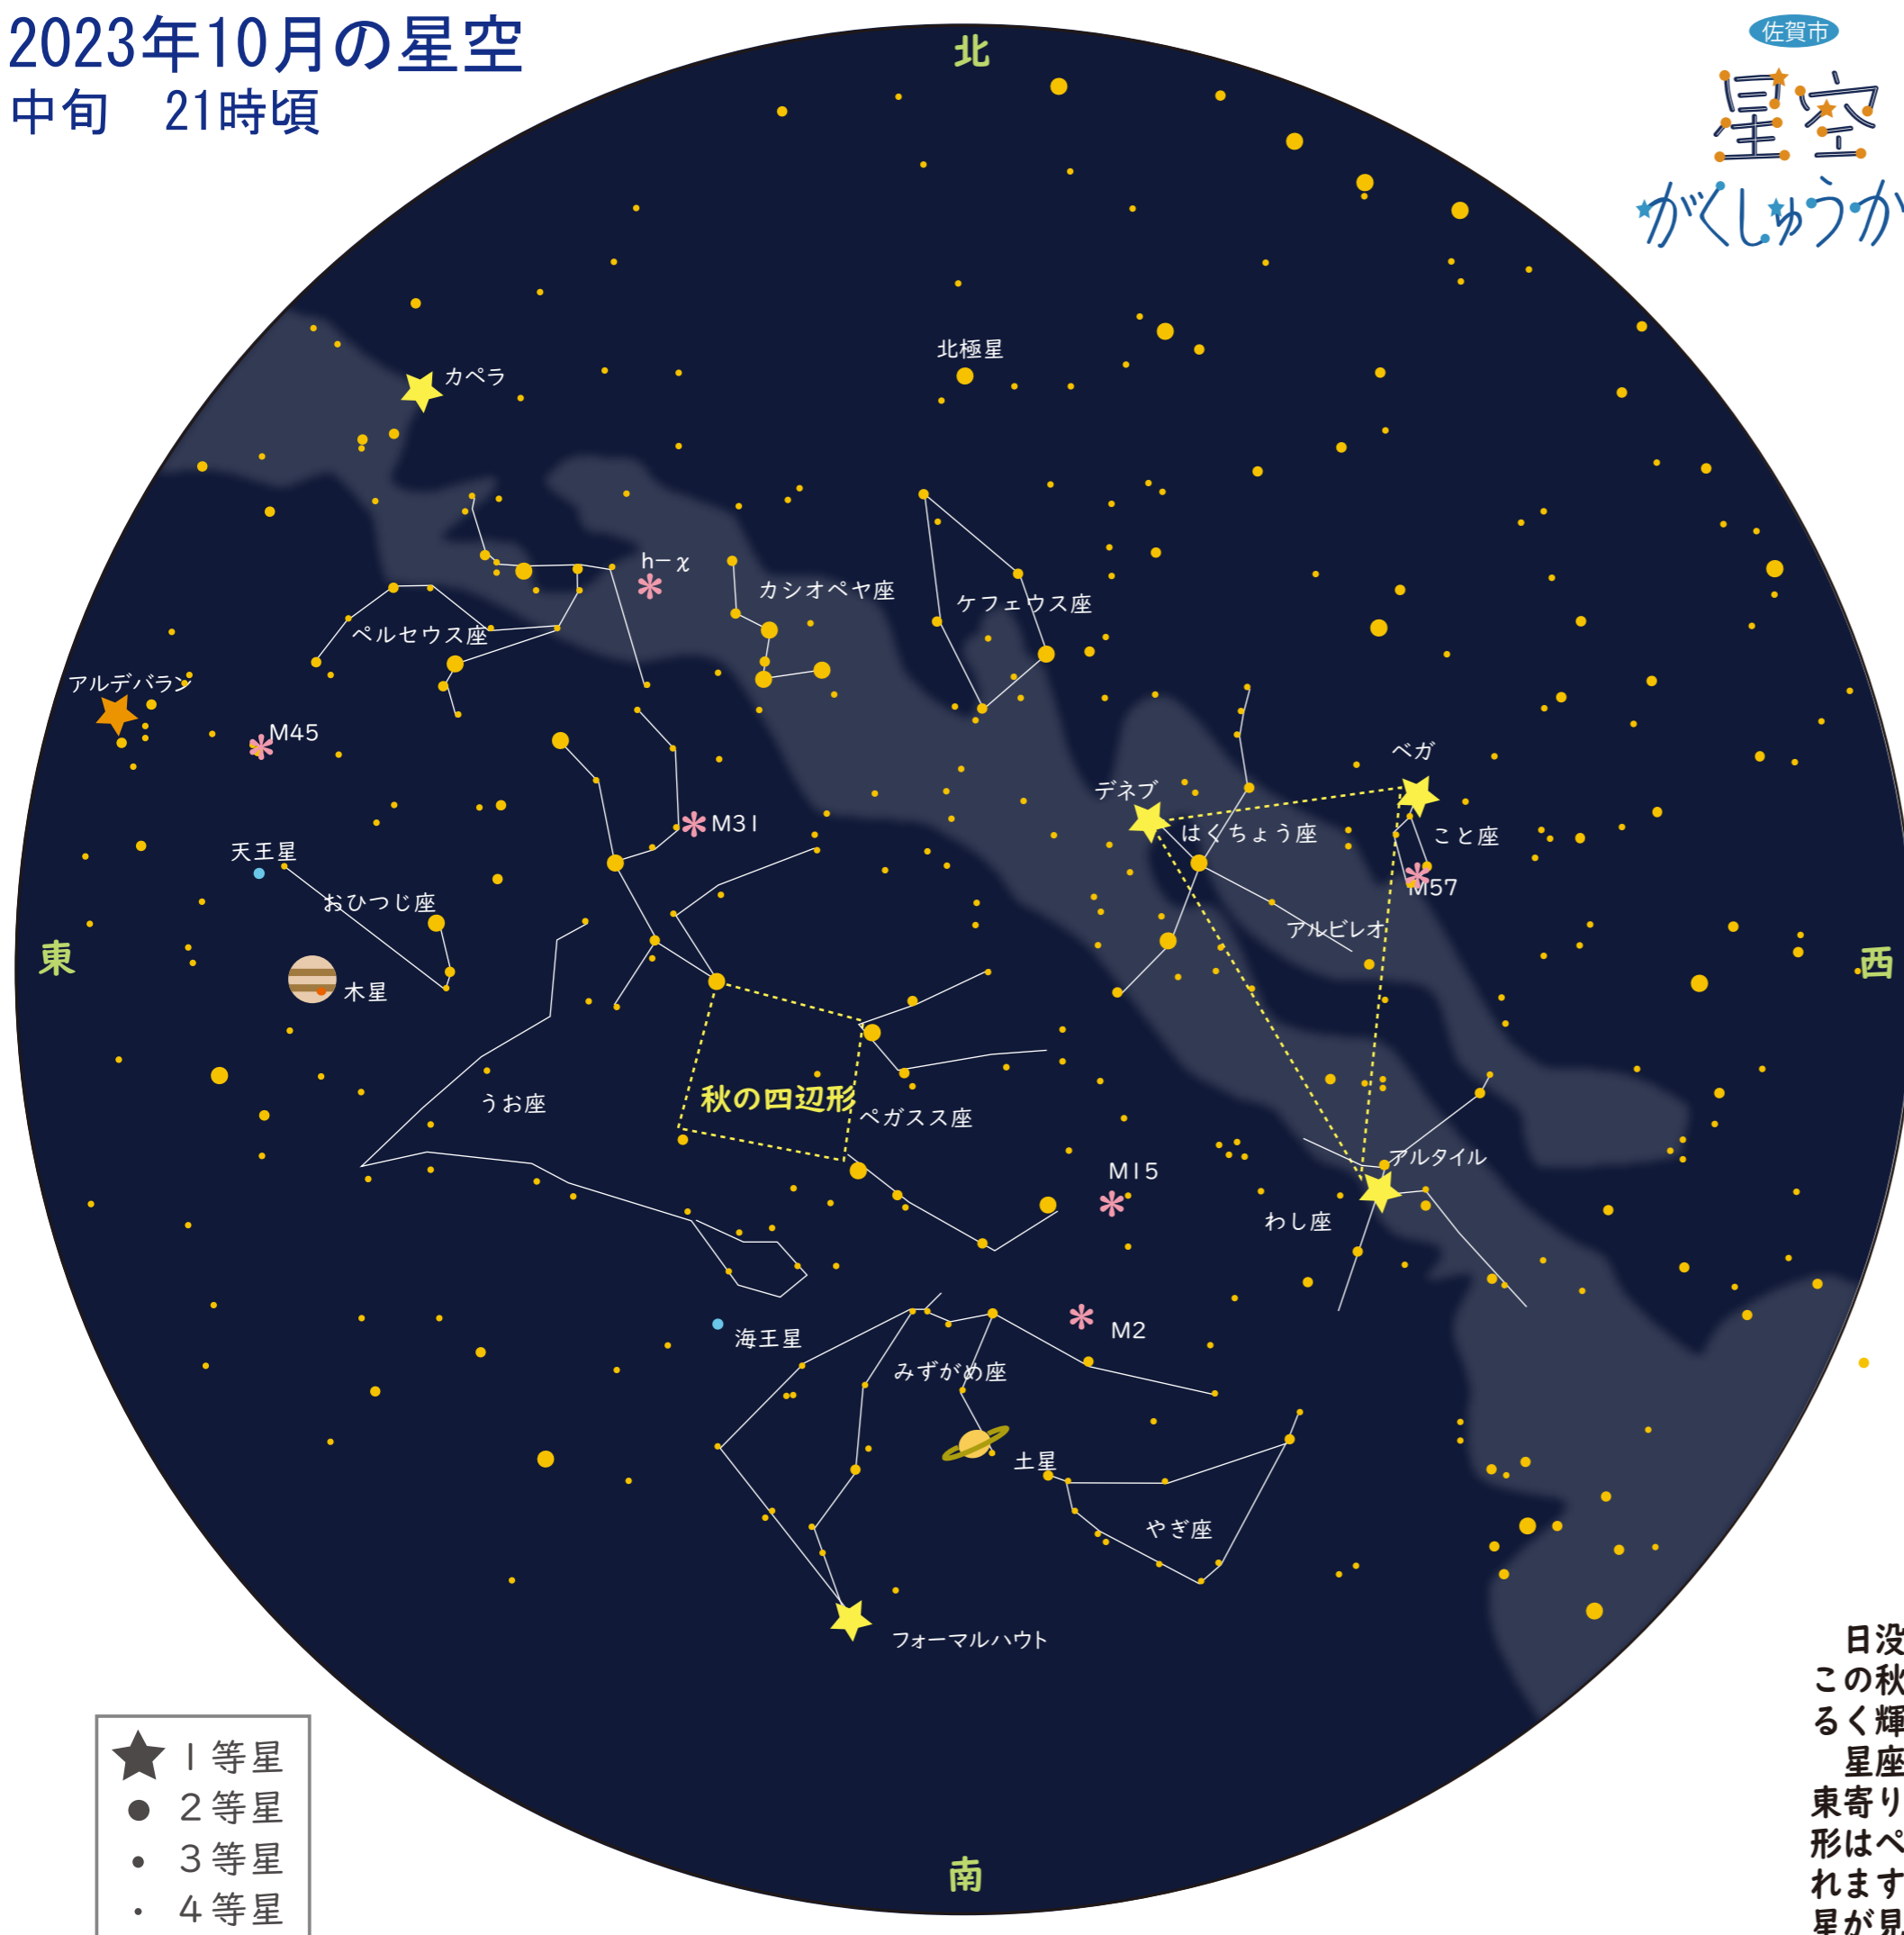 2023年10月の星空
中旬　21時頃
佐賀市
星空
がくしゅうか
北
北極星
カペラ
h−χ
カシオペヤ座
ケフェウス座
ペルセウス座
アルデバラン
M45
ベガ
デネブ
M31
はくちょう座
こと座
天王星
M57
おひつじ座
アルビレオ
東
西
木星
秋の四辺形
うお座
ペガスス座
アルタイル
M15
わし座
海王星
M2
みずがめ座
土星
やぎ座
フォーマルハウト
南
1等星
2等星
3等星
4等星
日没
この秋
るく輝
星座
東寄り
形はペ
れます
星が見